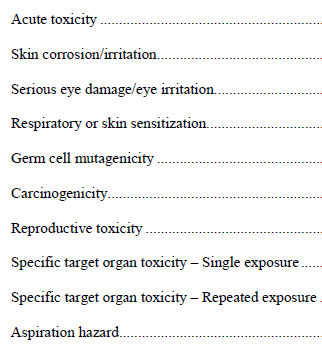 Acute toxicity ..........................................................
Skin corrosion/irritation..........................................
Serious eye damage/eye irritation............................
Respiratory or skin sensitization..............................
Germ cell mutagenicity ...........................................
Carcinogenicity........................................................
Reproductive toxicity ..............................................
Specific target organ toxicity – Single exposure......
Specific target organ toxicity – Repeated exposure .
Aspiration hazard.....................................................